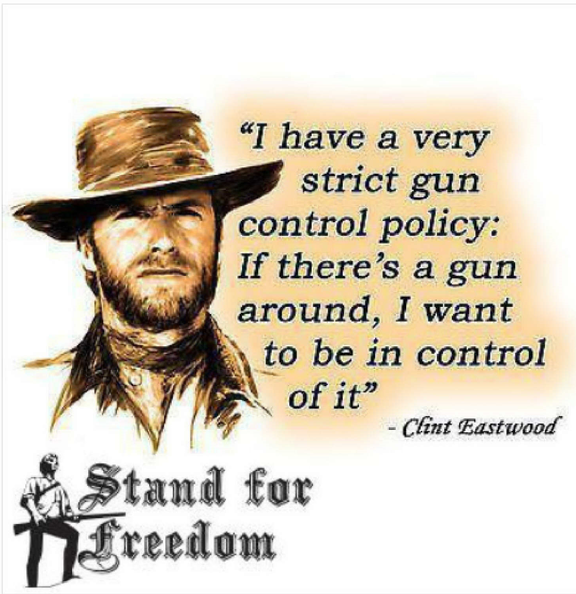 “I have a very
strict gun
control policy:
If there’s a gun
around, I want
to be in control
of it”
- Clint Eastwood
Stand for
Freedom